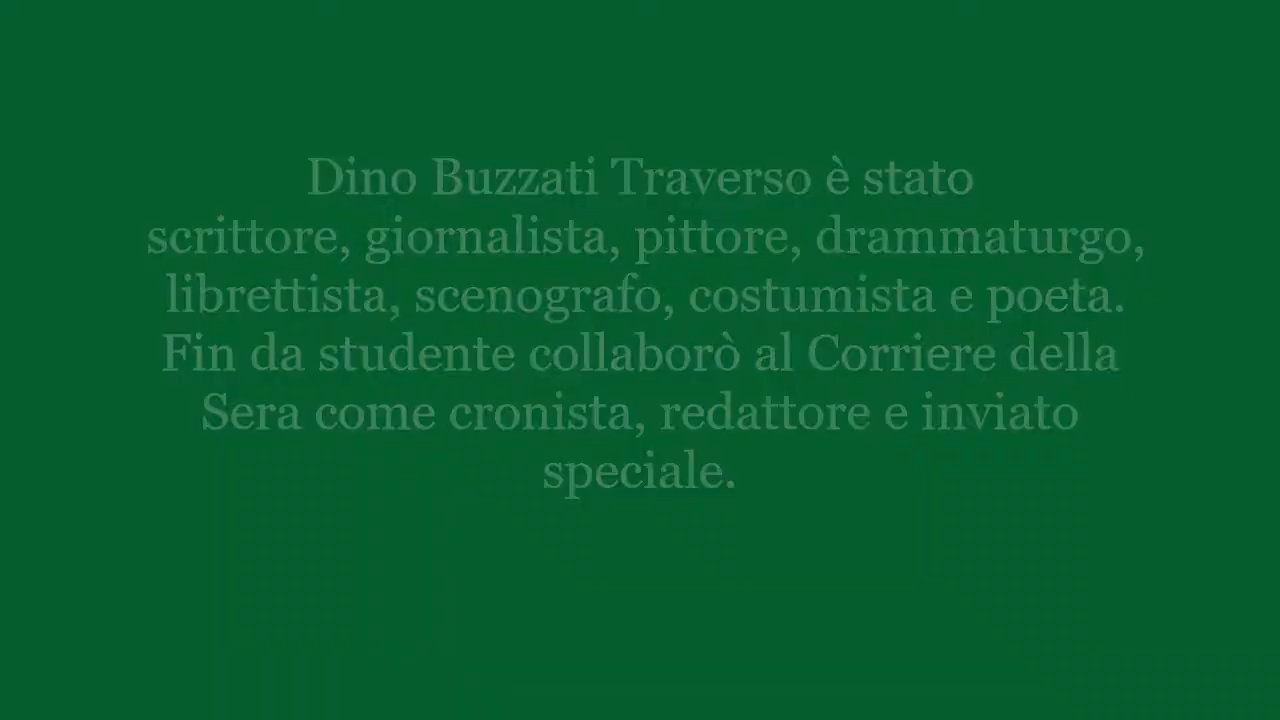 Dino Buzzati Traverso è stato
scrittore, giornalista, pittore, drammaturgo,
librettista, scenografo, costumista e poeta.
Fin da studente collaborò al Corriere della
Sera come cronista, redattore e inviato
speciale.